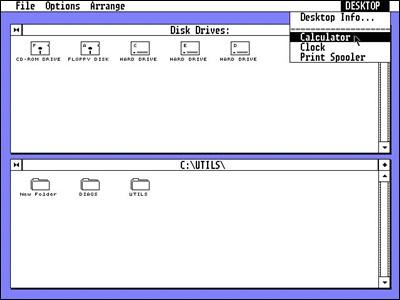 File Options Arrange DESKTOP
Desktop Info...
Calculator
Clock
Print Spooler
Disk Drives:
CD-ROM DRIVE FLOPPY DISK HARD DRIVE HARD DRIVE HARD DRIVE
C:\UTILS\
New Folder DIAGS UTILS